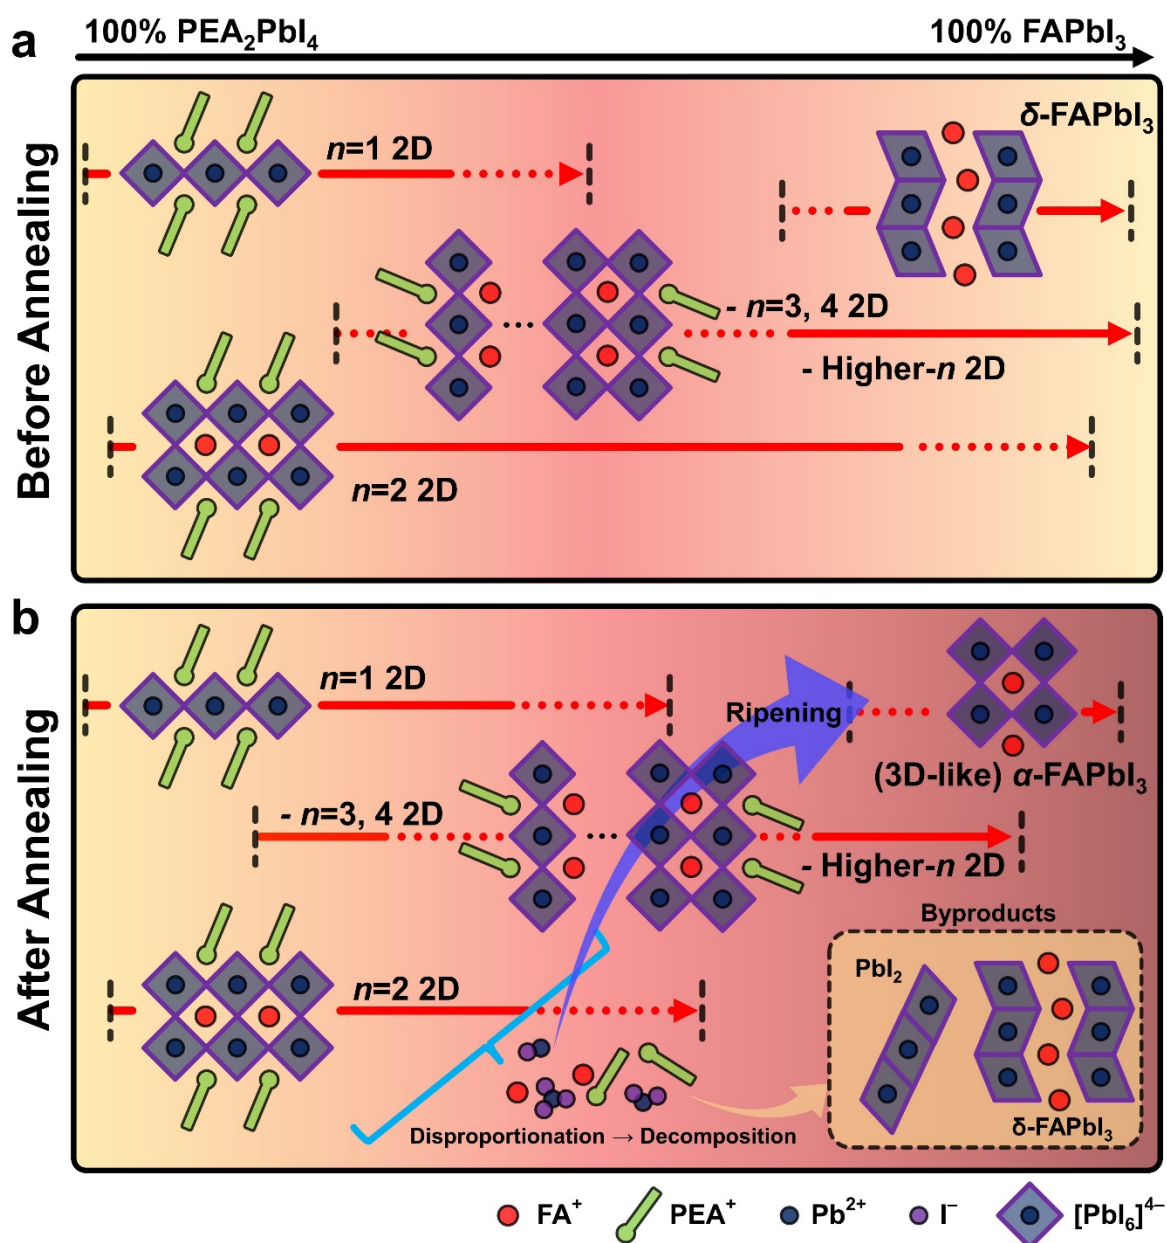 a
100% PEA₂PbI₄
100% FAPbI₃
Before Annealing
n=1 2D
δ-FAPbI₃
...
- n=3, 4 2D
- Higher-n 2D
n=2 2D
b
After Annealing
n=1 2D
Ripening
(3D-like) α-FAPbI₃
- n=3, 4 2D
...
- Higher-n 2D
Byproducts
n=2 2D
PbI₂
δ-FAPbI₃
Disproportionation → Decomposition
FA⁺
PEA⁺
Pb²⁺
I⁻
[PbI₆]⁴⁻